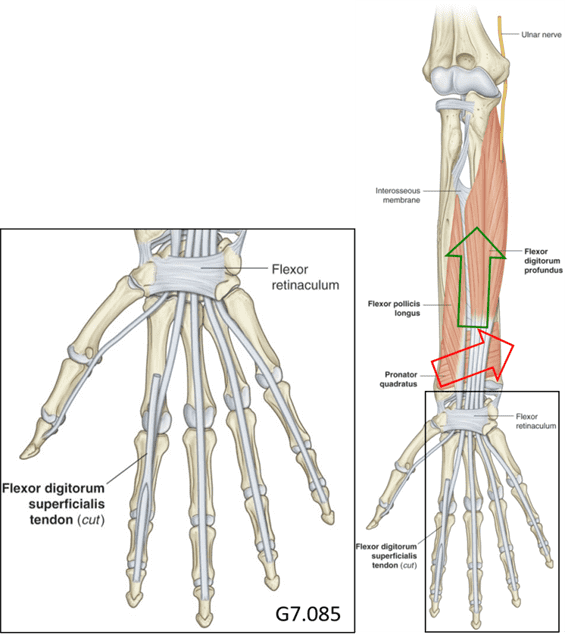 Ulnar nerve
Interosseous
membrane
Flexor
digitorum
profundus
Flexor pollicis
longus
Pronator
quadratus
Flexor
retinaculum
Flexor digitorum
superficialis
tendon (cut)
Flexor
retinaculum
Flexor digitorum
superficialis
tendon (cut)
G7.085